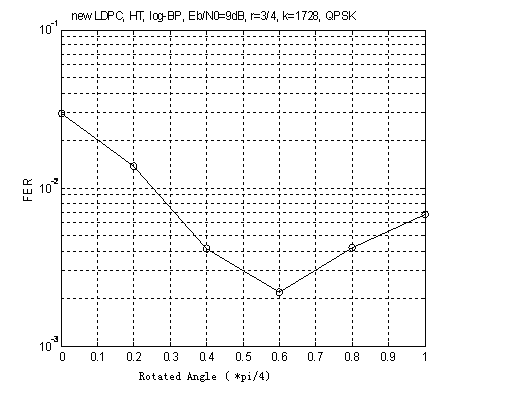 new LDPC, HT, log-BP, Eb/N0=9dB, r=3/4, k=1728, QPSK
10^-1
FER
10^-2
10^-3
0 0.1 0.2 0.3 0.4 0.5 0.6 0.7 0.8 0.9 1
Rotated Angle ( *pi/4)